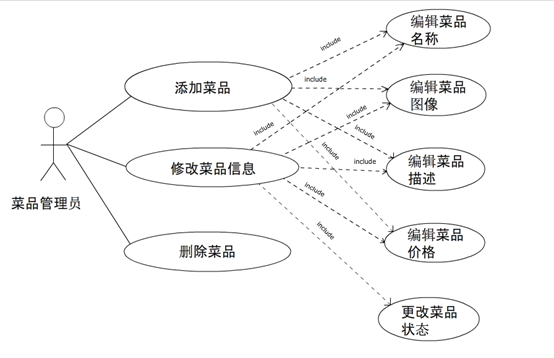 编辑菜品
名称
include
添加菜品
include
编辑菜品
图像
include
include
include
include
修改菜品信息
include
编辑菜品
描述
include
菜品管理员
include
编辑菜品
价格
删除菜品
更改菜品
状态